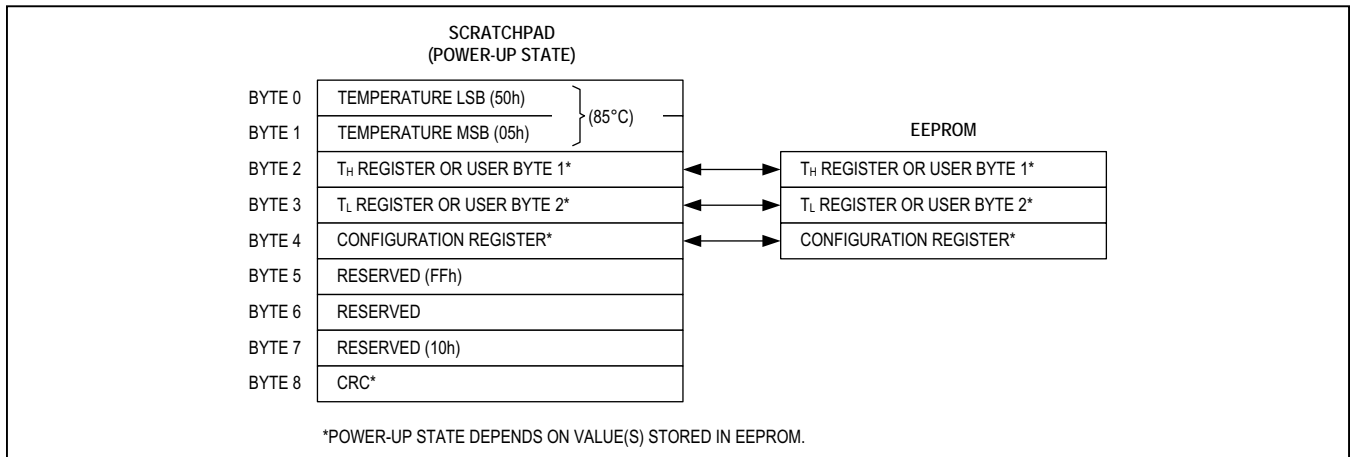 SCRATCHPAD
(POWER-UP STATE)
BYTE 0 TEMPERATURE LSB (50h)
(85°C)
BYTE 1 TEMPERATURE MSB (05h)
EEPROM
BYTE 2 TH REGISTER OR USER BYTE 1* TH REGISTER OR USER BYTE 1*
BYTE 3 TL REGISTER OR USER BYTE 2* TL REGISTER OR USER BYTE 2*
BYTE 4 CONFIGURATION REGISTER* CONFIGURATION REGISTER*
BYTE 5 RESERVED (FFh)
BYTE 6 RESERVED
BYTE 7 RESERVED (10h)
BYTE 8 CRC*
*POWER-UP STATE DEPENDS ON VALUE(S) STORED IN EEPROM.